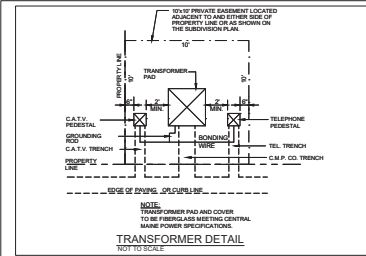 10'x10' PRIVATE EASEMENT LOCATED
ADJACENT TO AND EITHER SIDE OF
PROPERTY LINE OR AS SHOWN ON
THE SUBDIVISION PLAN.
10'
PROPERTY LINE
10'
10'
TRANSFORMER
PAD
6"
2'
MIN.
2'
MIN.
6"
C.A.T.V.
PEDESTAL
TELEPHONE
PEDESTAL
GROUNDING
ROD
BONDING
WIRE
C.A.T.V. TRENCH
TEL. TRENCH
PROPERTY
LINE
C.M.P. CO. TRENCH
EDGE OF PAVING OR CURB LINE
NOTE:
TRANSFORMER PAD AND COVER
TO BE FIBERGLASS MEETING CENTRAL
MAINE POWER SPECIFICATIONS.
TRANSFORMER DETAIL
NOT TO SCALE